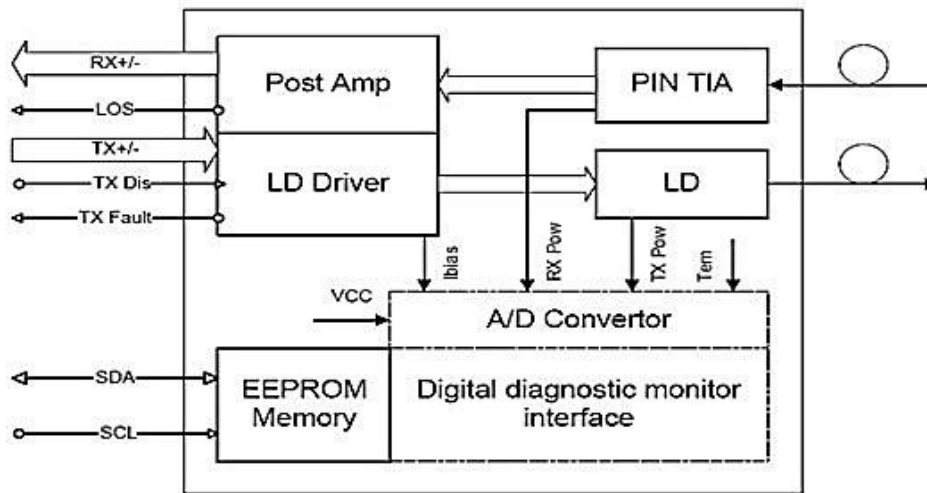 RX+/-
Post Amp
PIN TIA
LOS
TX+/-
TX Dis
LD Driver
LD
TX Fault
Ibias
RX Pow
TX Pow
Tem
VCC
A/D Convertor
SDA
EEPROM
Memory
Digital diagnostic monitor
interface
SCL